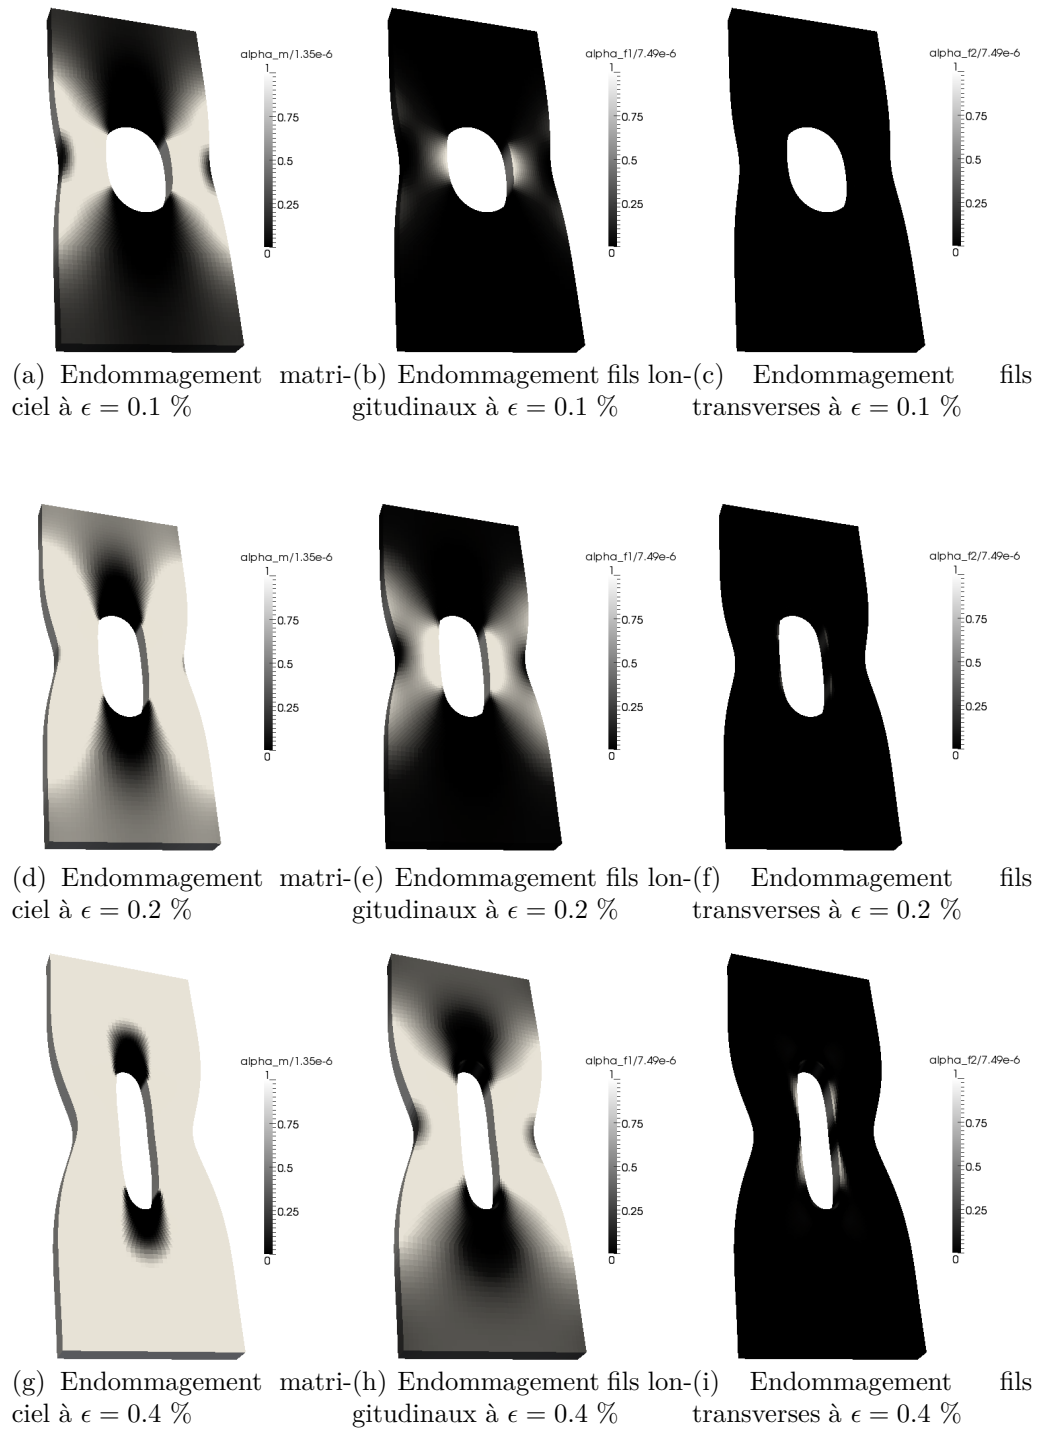 alpha_m/1.35e-6
1
0.75
0.5
0.25
0
alpha_f1/7.49e-6
1
0.75
0.5
0.25
0
alpha_f2/7.49e-6
1
0.75
0.5
0.25
0
(a) Endommagement matri-
ciel à ϵ = 0.1 %
(b) Endommagement fils lon-
gitudinaux à ϵ = 0.1 %
(c) Endommagement fils
transverses à ϵ = 0.1 %
alpha_m/1.35e-6
1
0.75
0.5
0.25
0
alpha_f1/7.49e-6
1
0.75
0.5
0.25
0
alpha_f2/7.49e-6
1
0.75
0.5
0.25
0
(d) Endommagement matri-
ciel à ϵ = 0.2 %
(e) Endommagement fils lon-
gitudinaux à ϵ = 0.2 %
(f) Endommagement fils
transverses à ϵ = 0.2 %
alpha_m/1.35e-6
1
0.75
0.5
0.25
0
alpha_f1/7.49e-6
1
0.75
0.5
0.25
0
alpha_f2/7.49e-6
1
0.75
0.5
0.25
0
(g) Endommagement matri-
ciel à ϵ = 0.4 %
(h) Endommagement fils lon-
gitudinaux à ϵ = 0.4 %
(i) Endommagement fils
transverses à ϵ = 0.4 %